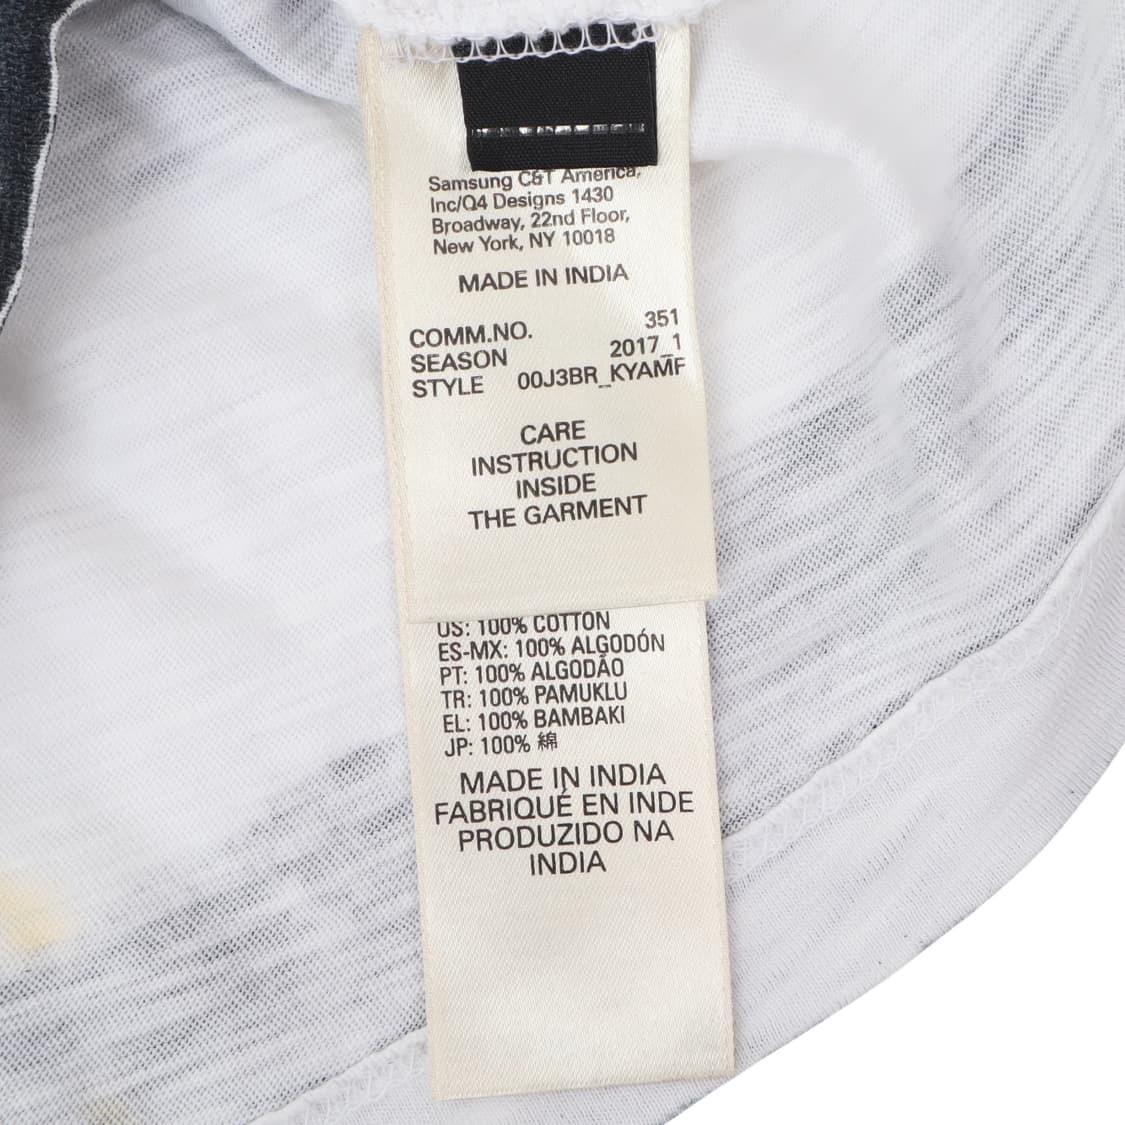 Samsung C&T America,
Inc/Q4 Designs 1430
Broadway, 22nd Floor,
New York, NY 10018
MADE IN INDIA
COMM.NO. 351
SEASON 2017_1
STYLE 00J3BR_KYAMF
CARE
INSTRUCTION
INSIDE
THE GARMENT
US: 100% COTTON
ES-MX: 100% ALGODÓN
PT: 100% ALGODÃO
TR: 100% PAMUKLU
EL: 100% BAMBAKI
JP: 100% 綿
MADE IN INDIA
FABRIQUÉ EN INDE
PRODUZIDO NA
INDIA